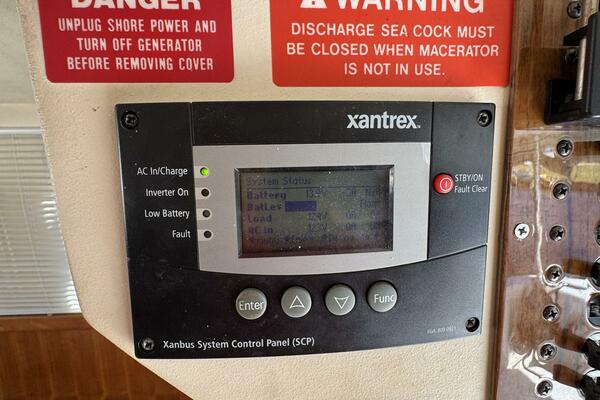 DANGER
UNPLUG SHORE POWER AND
TURN OFF GENERATOR
BEFORE REMOVING COVER
WARNING
DISCHARGE SEA COCK MUST
BE CLOSED WHEN MACERATOR
IS NOT IN USE.
xantrex
AC In/Charge
Inverter On
Low Battery
Fault
System Status
Battery
BatLev
Load
AC in
STBY/ON
Fault Clear
Enter
Func
Xanbus System Control Panel (SCP)